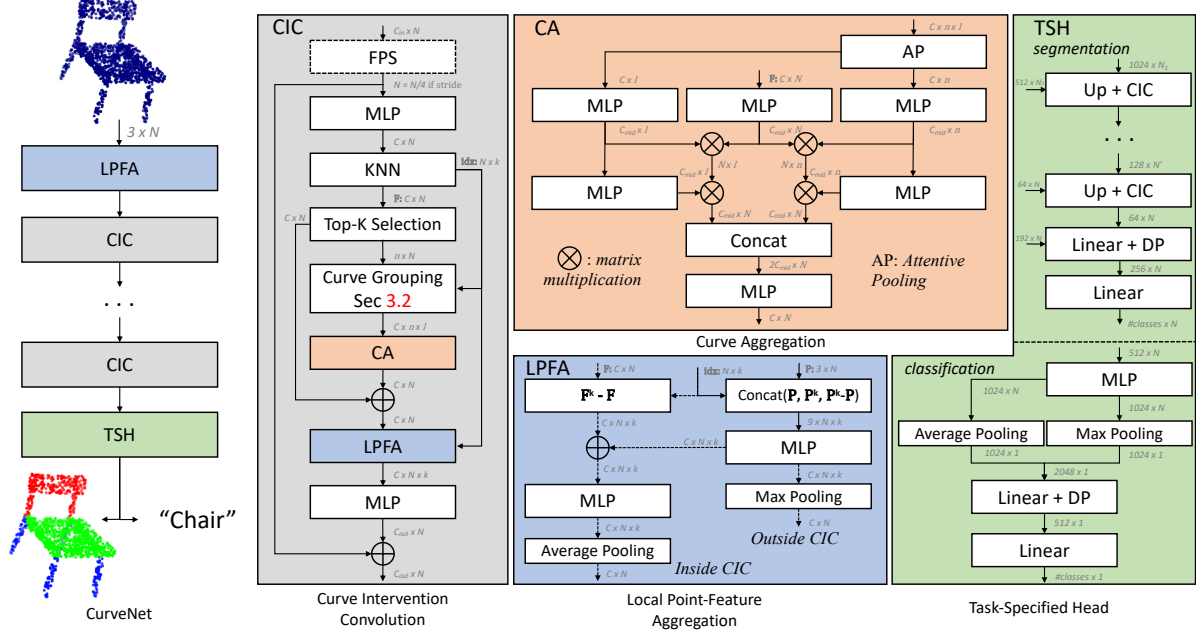 3 x N
LPFA
CIC
. . .
CIC
TSH
“Chair”
CurveNet
CIC
C_in x N
FPS
N = N/4 if stride
MLP
C x N
KNN
idx: N x k
F: C x N
C x N
Top-K Selection
n x N
Curve Grouping
Sec 3.2
C x n x l
CA
C x N
C x N
LPFA
C x N x k
MLP
C_out x N
C_out x N
Curve Intervention
Convolution
CA
C x n x l
AP
C x l
F: C x N
C x n
MLP
MLP
MLP
C_mid x l
C_mid x N
C_mid x n
N x l
N x n
C_mid x l
C_mid x n
MLP
MLP
C_mid x N
C_mid x N
Concat
: matrix
multiplication
2C_mid x N
AP: Attentive
Pooling
MLP
C x N
Curve Aggregation
LPFA
F: C x N
idx: N x k
P: 3 x N
Fᵏ - F
Concat(P, Pᵏ, Pᵏ-P)
C x N x k
9 x N x k
C x N x k
MLP
C x N x k
C x N x k
MLP
Max Pooling
C x N x k
C x N
Outside CIC
Average Pooling
Inside CIC
C x N
Local Point-Feature
Aggregation
TSH
segmentation
1024 x N₁
Up + CIC
. . .
64 x N
Up + CIC
64 x N
192 x N
Linear + DP
256 x N
Linear
#classes x N
classification
512 x N
MLP
1024 x N
1024 x N
Average Pooling
Max Pooling
1024 x 1
1024 x 1
2048 x 1
Linear + DP
512 x 1
Linear
#classes x 1
Task-Specified Head